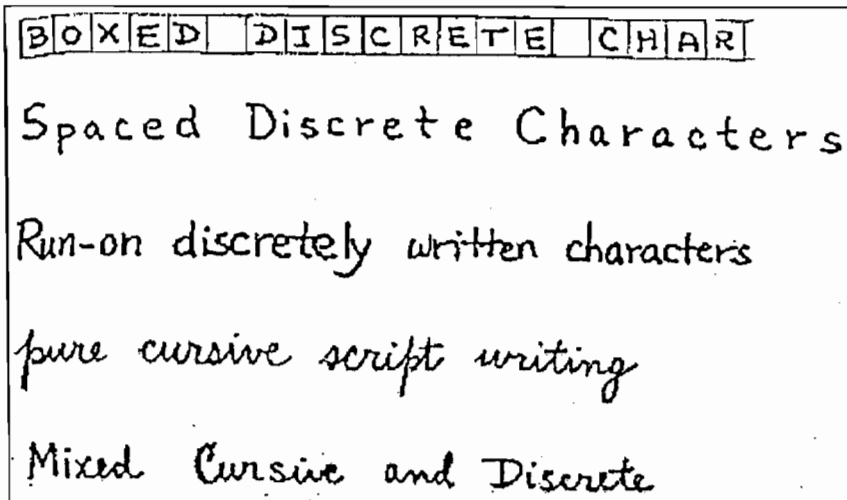 BOXED DISCRETE CHAR
Spaced Discrete Characters
Run-on discretely written characters
pure cursive script writing
Mixed Cursive and Discrete